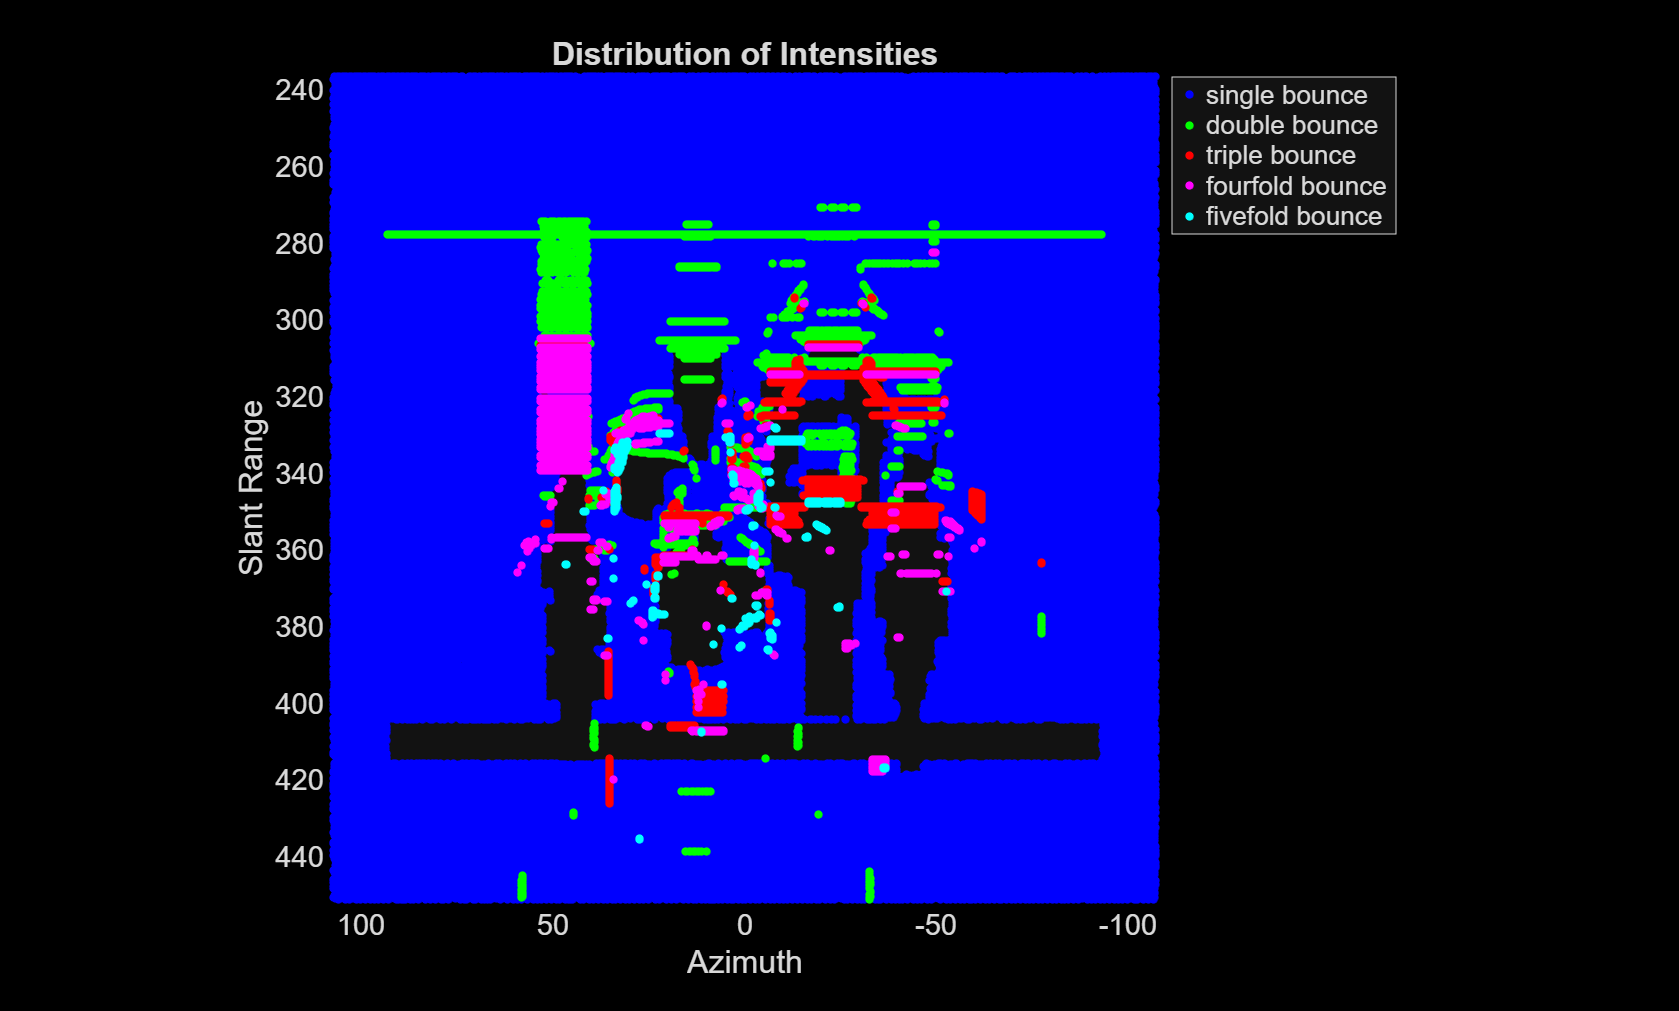 Distribution of Intensities
single bounce
double bounce
triple bounce
fourfold bounce
fivefold bounce
240
260
280
300
320
340
360
380
400
420
440
Slant Range
100 50 0 -50 -100
Azimuth